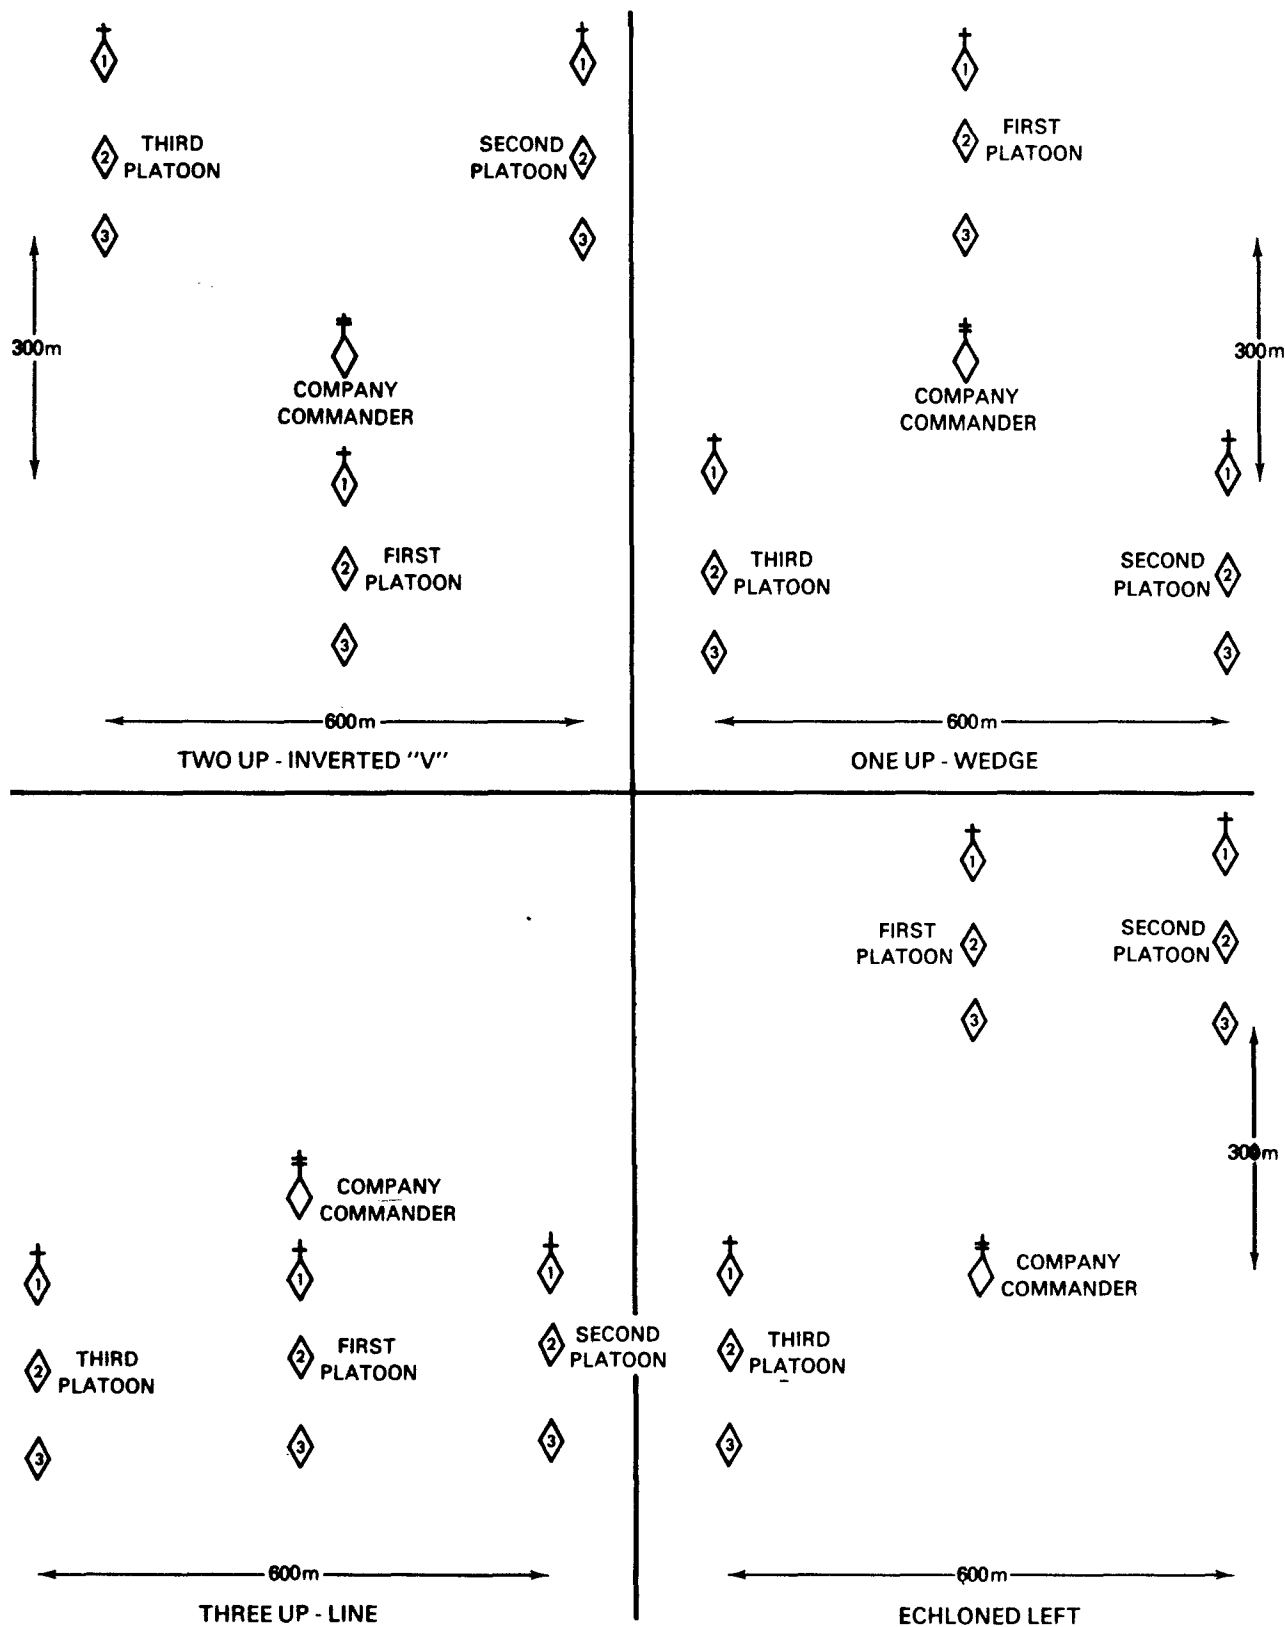 1
1
2
THIRD
PLATOON
SECOND
PLATOON
2
3
3
300m
COMPANY
COMMANDER
1
2
FIRST
PLATOON
3
600m
TWO UP - INVERTED "V"
1
2
FIRST
PLATOON
3
300m
COMPANY
COMMANDER
1
1
2
THIRD
PLATOON
SECOND
PLATOON
2
3
3
600m
ONE UP - WEDGE
COMPANY
COMMANDER
1
1
1
2
THIRD
PLATOON
2
FIRST
PLATOON
2
SECOND
PLATOON
3
3
3
600m
THREE UP - LINE
1
1
FIRST
PLATOON
2
SECOND
PLATOON
2
3
3
300m
1
COMPANY
COMMANDER
2
THIRD
PLATOON
3
600m
ECHLONED LEFT